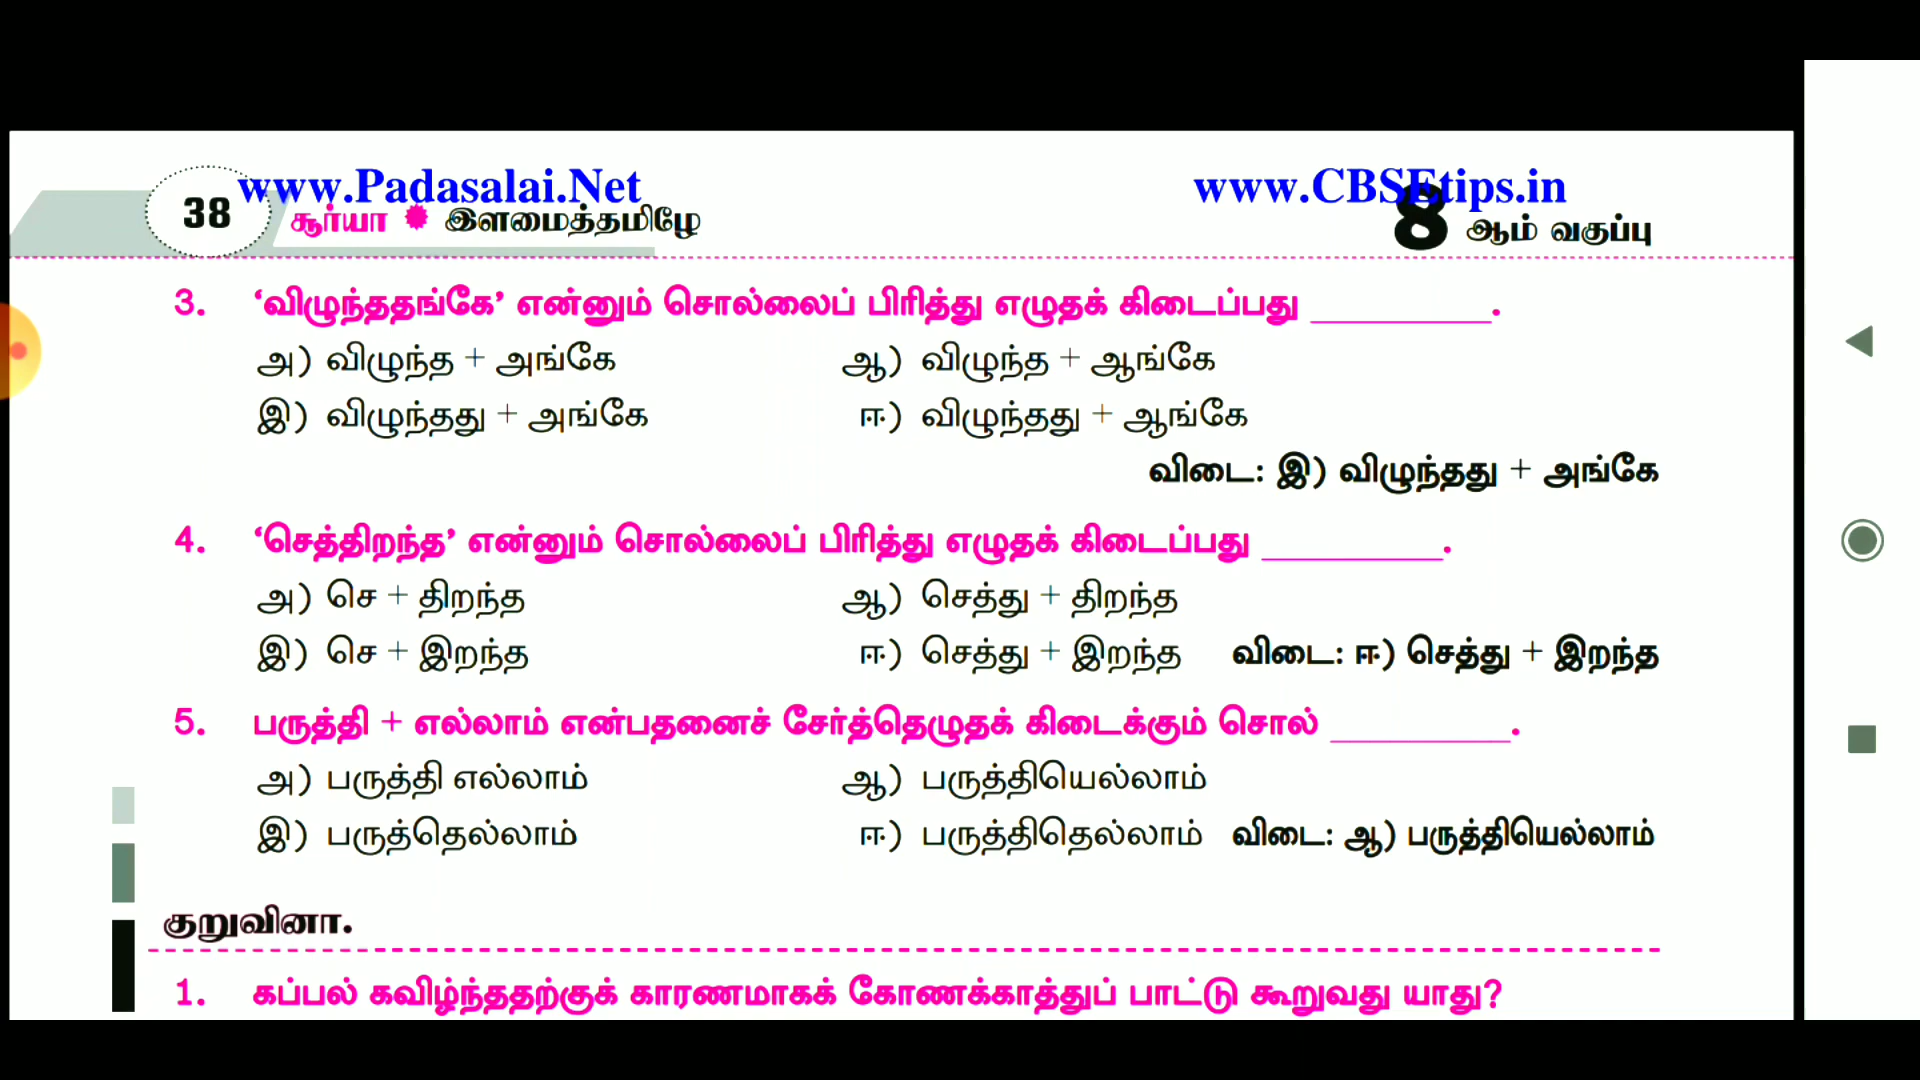 www.Padasalai.Net www.CBSEtips.in
38 சூர்யா ✹ இளமைத்தமிழே 8 ஆம் வகுப்பு
3. ‘விழுந்ததங்கே’ என்னும் சொல்லைப் பிரித்து எழுதக் கிடைப்பது __________.
அ) விழுந்த + அங்கே ஆ) விழுந்த + ஆங்கே
இ) விழுந்தது + அங்கே ஈ) விழுந்தது + ஆங்கே
விடை: இ) விழுந்தது + அங்கே
4. ‘செத்திறந்த’ என்னும் சொல்லைப் பிரித்து எழுதக் கிடைப்பது __________.
அ) செ + திறந்த ஆ) செத்து + திறந்த
இ) செ + இறந்த ஈ) செத்து + இறந்த விடை: ஈ) செத்து + இறந்த
5. பருத்தி + எல்லாம் என்பதனைச் சேர்த்தெழுதக் கிடைக்கும் சொல் __________.
அ) பருத்தி எல்லாம் ஆ) பருத்தியெல்லாம்
இ) பருத்தெல்லாம் ஈ) பருத்திதெல்லாம் விடை: ஆ) பருத்தியெல்லாம்
குறுவினா.
1. கப்பல் கவிழ்ந்ததற்குக் காரணமாகக் கோணக்காத்துப் பாட்டு கூறுவது யாது?